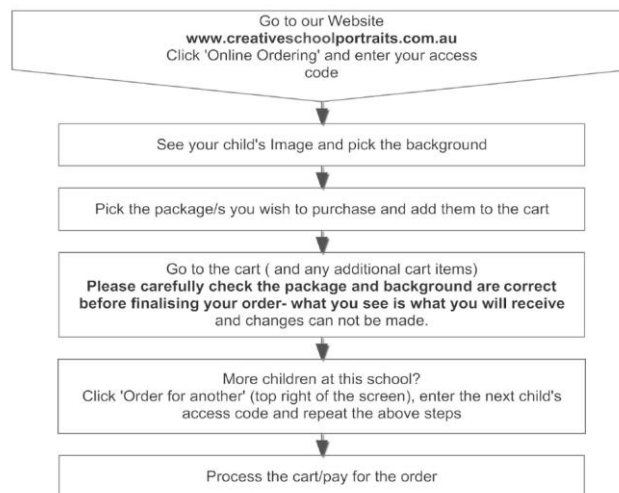 Go to our Website
www.creativeschoolportraits.com.au
Click 'Online Ordering' and enter your access
code
See your child's Image and pick the background
Pick the package/s you wish to purchase and add them to the cart
Go to the cart ( and any additional cart items)
Please carefully check the package and background are correct
before finalising your order- what you see is what you will receive
and changes can not be made.
More children at this school?
Click 'Order for another' (top right of the screen), enter the next child's
access code and repeat the above steps
Process the cart/pay for the order